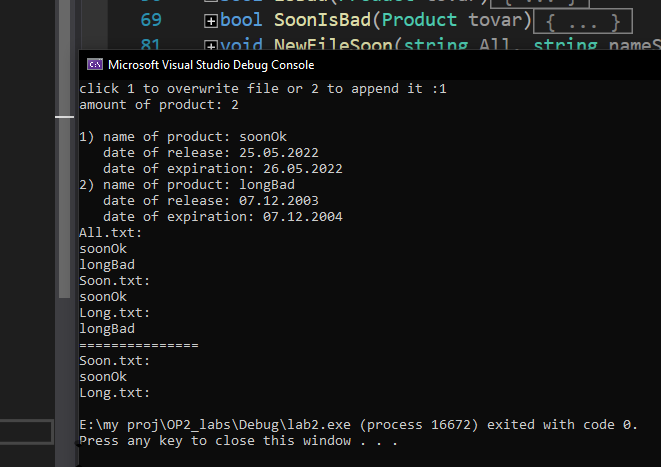 69 bool SoonIsBad(Product tovar) { ... }
81 void NewFileSoon(string All, string nameS
Microsoft Visual Studio Debug Console
click 1 to overwrite file or 2 to append it :1
amount of product: 2
1) name of product: soonOk
date of release: 25.05.2022
date of expiration: 26.05.2022
2) name of product: longBad
date of release: 07.12.2003
date of expiration: 07.12.2004
All.txt:
soonOk
longBad
Soon.txt:
soonOk
Long.txt:
longBad
===============
Soon.txt:
soonOk
Long.txt:
E:\my proj\OP2_labs\Debug\lab2.exe (process 16672) exited with code 0.
Press any key to close this window . . .